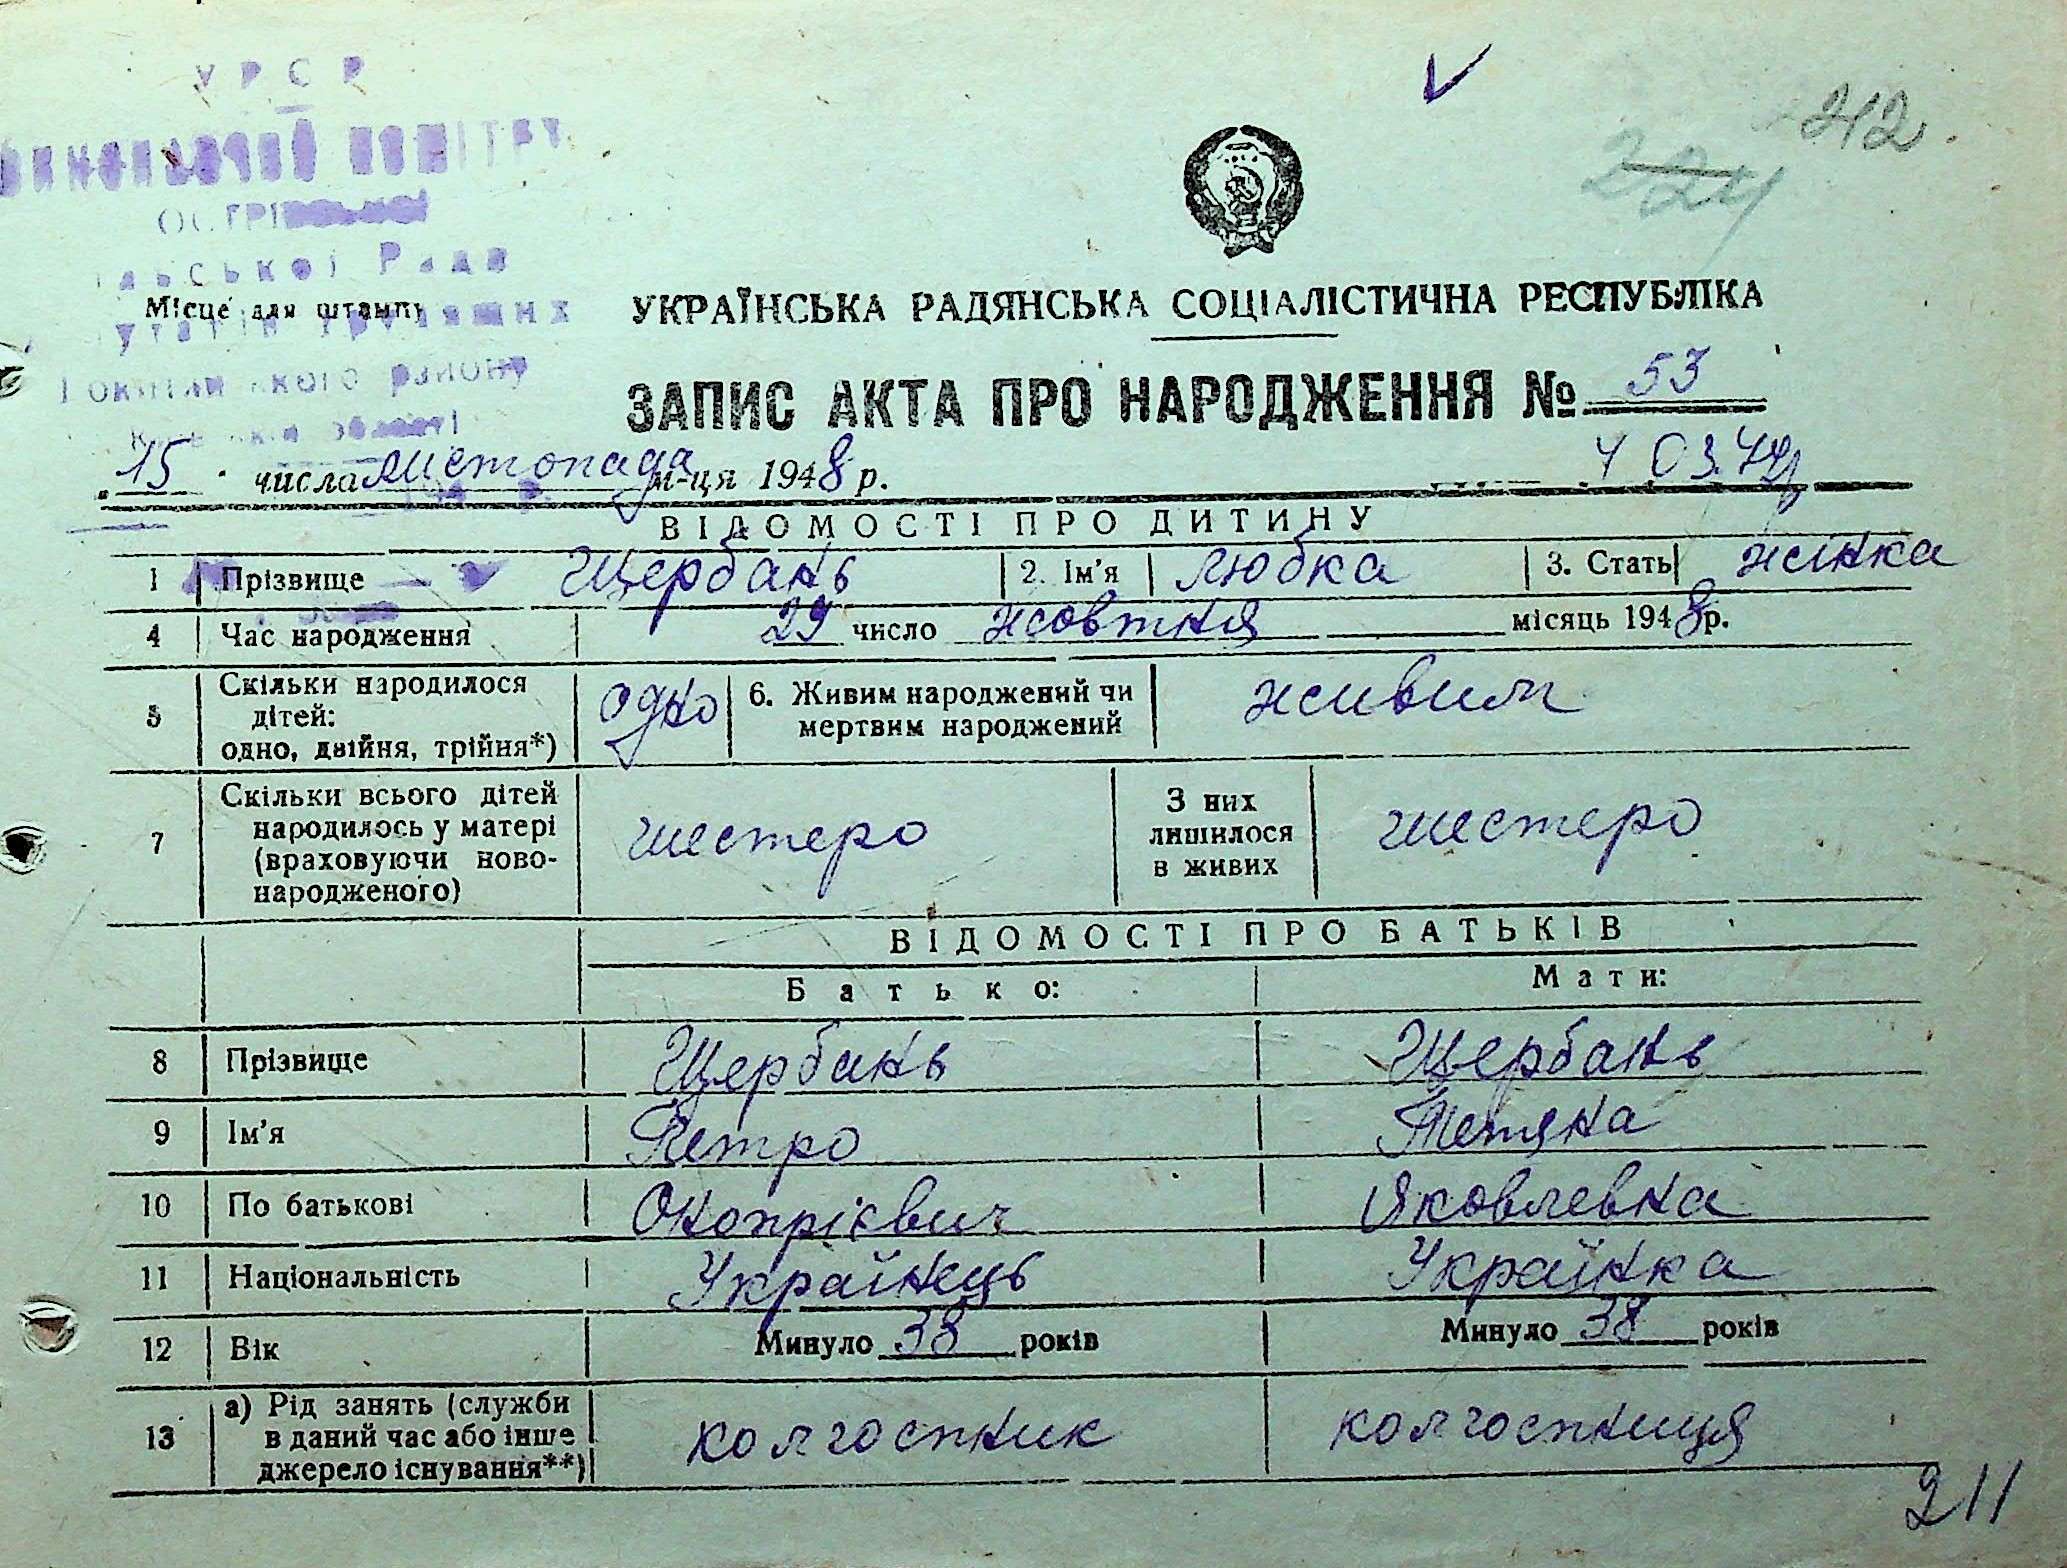 УРСР
212
224
Місце для штампу
районУ
УКРАЇНСЬКА РАДЯНСЬКА СОЦІАЛІСТИЧНА РЕСПУБЛІКА
ЗАПИС АКТА ПРО НАРОДЖЕННЯ № 53
„15 числа листопада м-ця 1948 р.
ВІДОМОСТІ ПРО ДИТИНУ
1 Прізвище Щербань 2. Ім'я Любка 3. Стать жінка
4 Час народження 29 число жовтня місяць 1948 р.
5 Скільки народилося дітей: одно, двійня, трійня*) одно 6. Живим народжений чи мертвим народжений живим
7 Скільки всього дітей народилось у матері (враховуючи новонародженого) шестеро З них лишилося в живих шестеро
ВІДОМОСТІ ПРО БАТЬКІВ
Батько: Мати:
8 Прізвище Щербань Щербань
9 Ім'я Петро Тетяна
10 По батькові Яковлевна
11 Національність Українець Українка
12 Вік Минуло 38 років Минуло 38 років
13 а) Рід занять (служби в даний час або інше джерело існування**) колгоспник колгоспниця
211